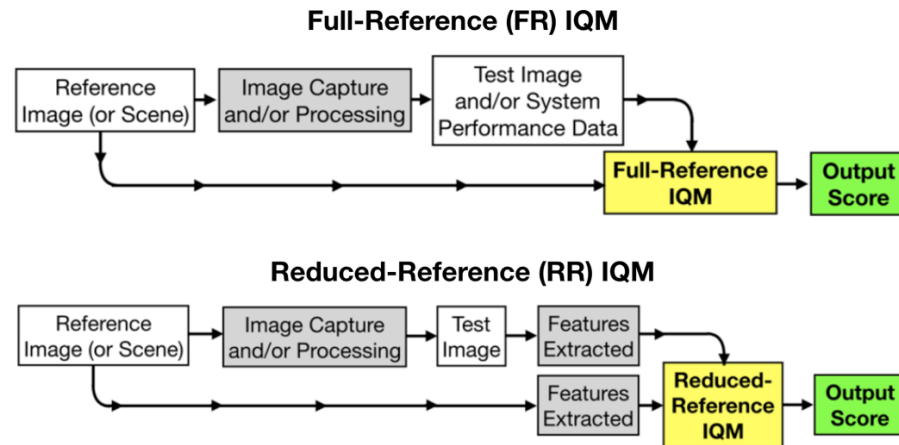 Full-Reference (FR) IQM
Reference
Image (or Scene)
Image Capture
and/or Processing
Test Image
and/or System
Performance Data
Full-Reference
IQM
Output
Score
Reduced-Reference (RR) IQM
Reference
Image (or Scene)
Image Capture
and/or Processing
Test
Image
Features
Extracted
Features
Extracted
Reduced-
Reference
IQM
Output
Score